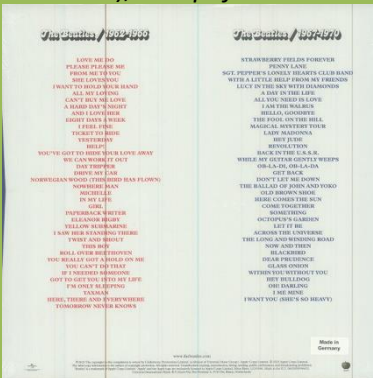 The Beatles / 1962-1966
LOVE ME DO
PLEASE PLEASE ME
FROM ME TO YOU
SHE LOVES YOU
I WANT TO HOLD YOUR HAND
ALL MY LOVING
CAN'T BUY ME LOVE
A HARD DAY'S NIGHT
AND I LOVE HER
EIGHT DAYS A WEEK
I FEEL FINE
TICKET TO RIDE
YESTERDAY
HELP!
YOU'VE GOT TO HIDE YOUR LOVE AWAY
WE CAN WORK IT OUT
DAY TRIPPER
DRIVE MY CAR
NORWEGIAN WOOD (THIS BIRD HAS FLOWN)
NOWHERE MAN
MICHELLE
IN MY LIFE
GIRL
PAPERBACK WRITER
ELEANOR RIGBY
YELLOW SUBMARINE
I SAW HER STANDING THERE
TWIST AND SHOUT
THIS BOY
ROLL OVER BEETHOVEN
YOU REALLY GOT A HOLD ON ME
YOU CAN'T DO THAT
IF I NEEDED SOMEONE
GOT TO GET YOU INTO MY LIFE
I'M ONLY SLEEPING
TAXMAN
HERE, THERE AND EVERYWHERE
TOMORROW NEVER KNOWS
The Beatles / 1967-1970
STRAWBERRY FIELDS FOREVER
PENNY LANE
SGT. PEPPER'S LONELY HEARTS CLUB BAND
WITH A LITTLE HELP FROM MY FRIENDS
LUCY IN THE SKY WITH DIAMONDS
A DAY IN THE LIFE
ALL YOU NEED IS LOVE
I AM THE WALRUS
HELLO, GOODBYE
THE FOOL ON THE HILL
MAGICAL MYSTERY TOUR
LADY MADONNA
HEY JUDE
REVOLUTION
BACK IN THE U.S.S.R.
WHILE MY GUITAR GENTLY WEEPS
OB-LA-DI, OB-LA-DA
GET BACK
DON'T LET ME DOWN
THE BALLAD OF JOHN AND YOKO
OLD BROWN SHOE
HERE COMES THE SUN
COME TOGETHER
SOMETHING
OCTOPUS'S GARDEN
LET IT BE
ACROSS THE UNIVERSE
THE LONG AND WINDING ROAD
NOW AND THEN
BLACKBIRD
DEAR PRUDENCE
GLASS ONION
WITHIN YOU WITHOUT YOU
HEY BULLDOG
OH! DARLING
I ME MINE
I WANT YOU (SHE'S SO HEAVY)
Made in
Germany
www.thebeatles.com